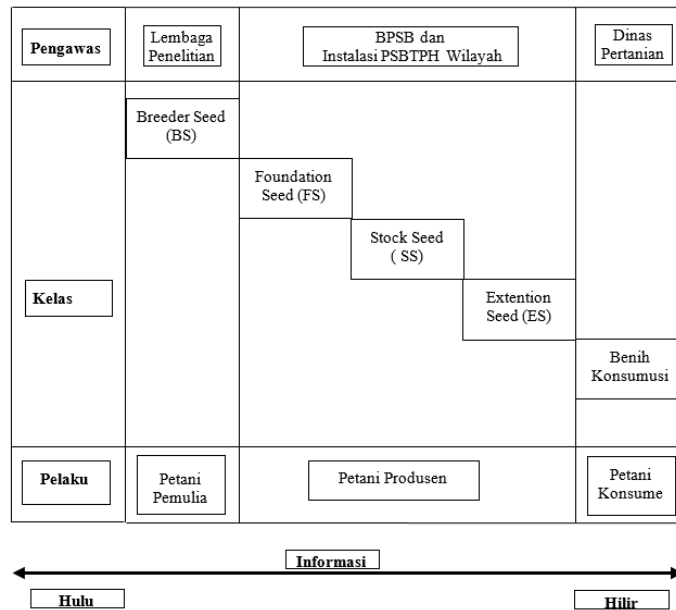 Pengawas
Lembaga
Penelitian
BPSB dan
Instalasi PSBTPH Wilayah
Dinas
Pertanian
Breeder Seed
(BS)
Foundation
Seed (FS)
Stock Seed
( SS)
Kelas
Extention
Seed (ES)
Benih
Konsumusi
Pelaku
Petani
Pemulia
Petani Produsen
Petani
Konsume
Informasi
Hulu
Hilir